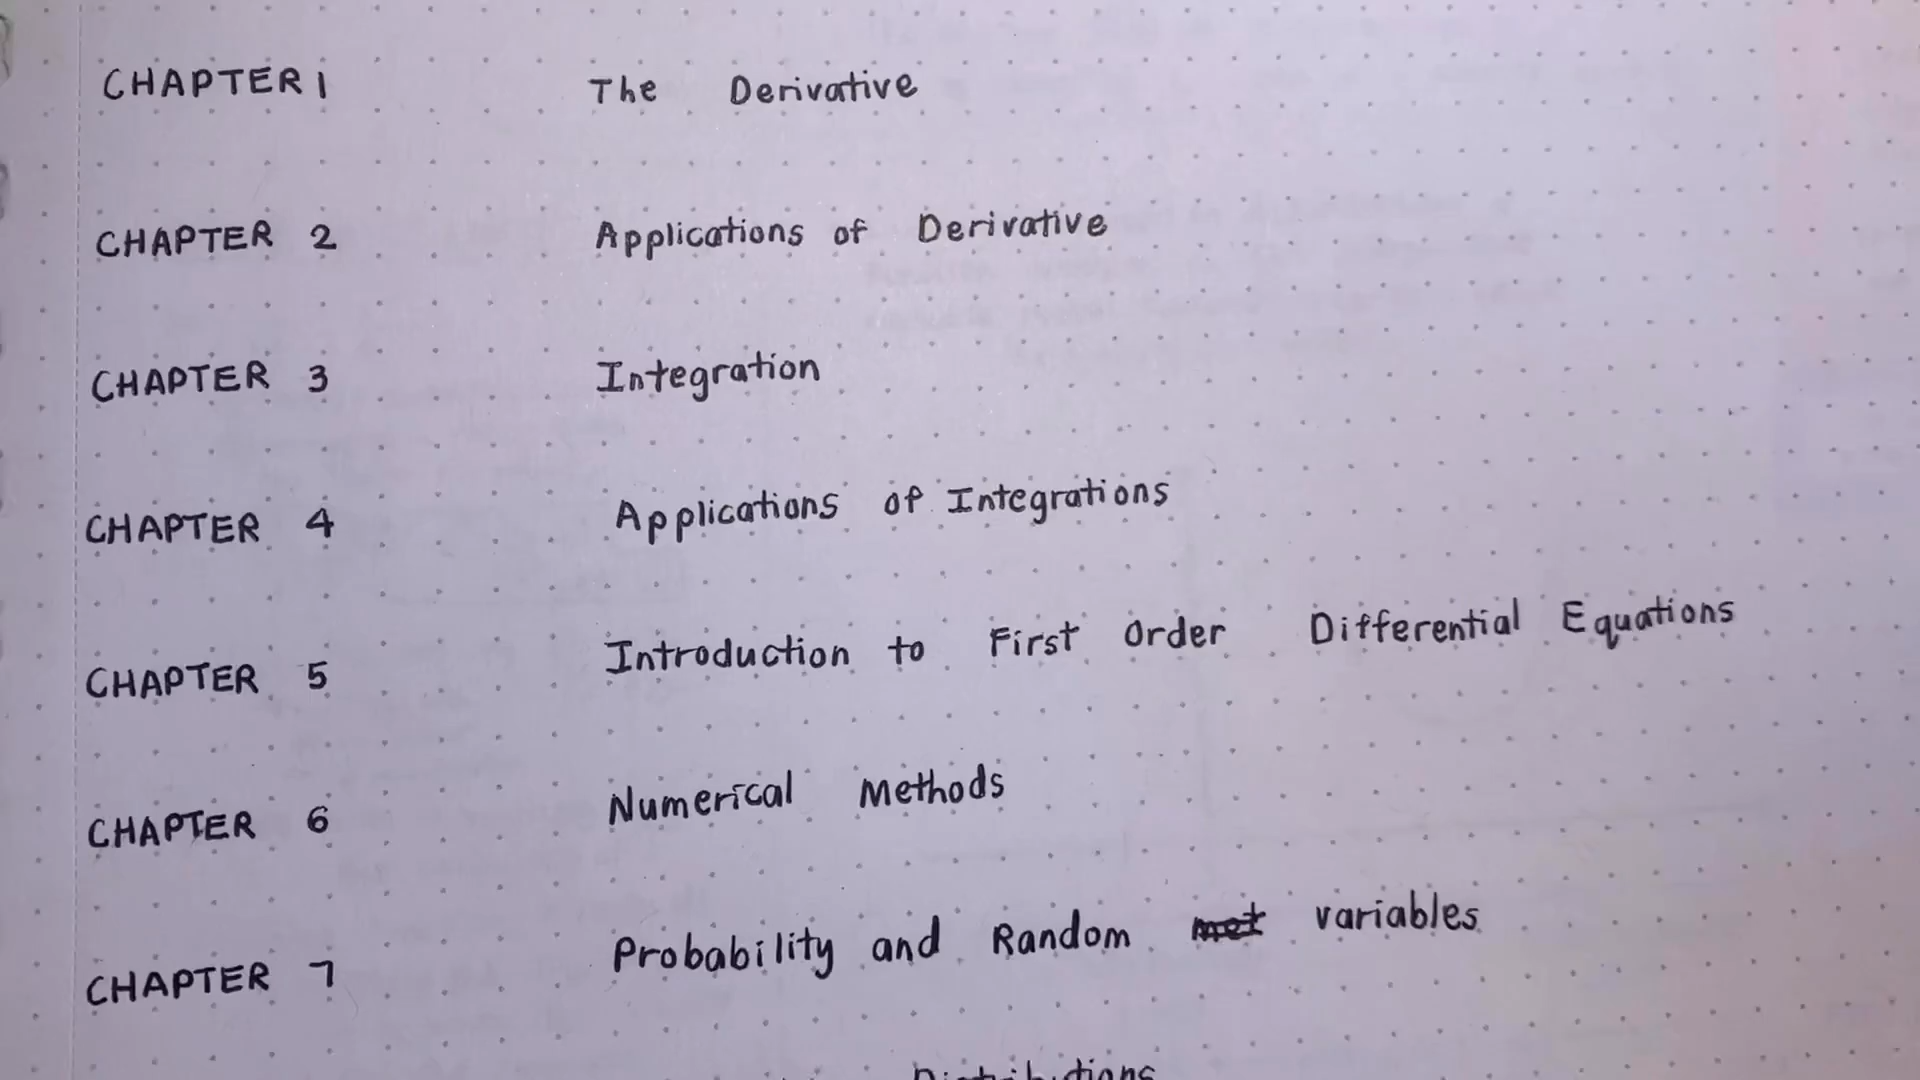 CHAPTER 1 The Derivative
CHAPTER 2 Applications of Derivative
CHAPTER 3 Integration
CHAPTER 4 Applications of Integrations
CHAPTER 5 Introduction to First Order Differential Equations
CHAPTER 6 Numerical Methods
CHAPTER 7 Probability and Random variables
Distributions